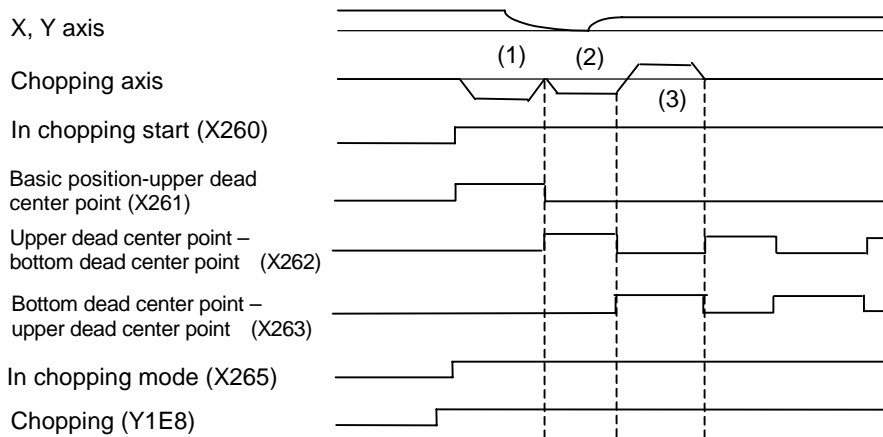 X, Y axis
(1)
(2)
Chopping axis
(3)
In chopping start (X260)
Basic position-upper dead
center point (X261)
Upper dead center point –
bottom dead center point (X262)
Bottom dead center point –
upper dead center point (X263)
In chopping mode (X265)
Chopping (Y1E8)